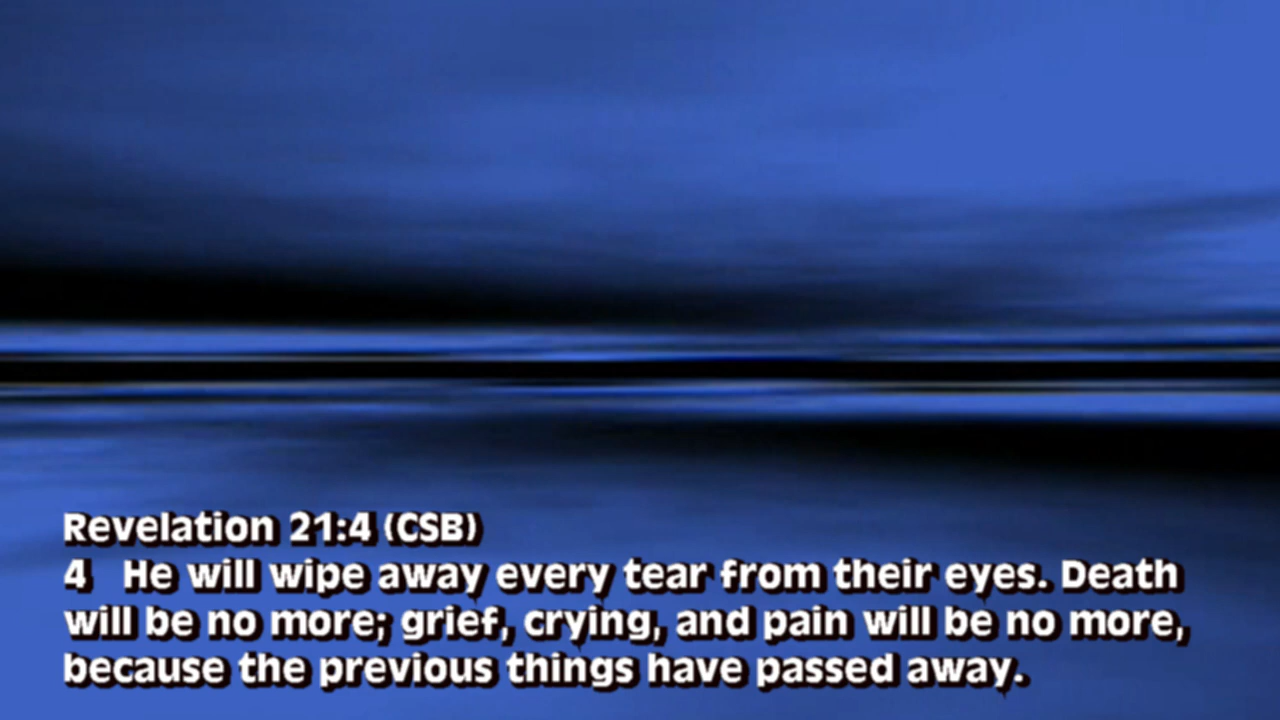 Revelation 21:4 (CSB)
4 He will wipe away every tear from their eyes. Death
will be no more; grief, crying, and pain will be no more,
because the previous things have passed away.